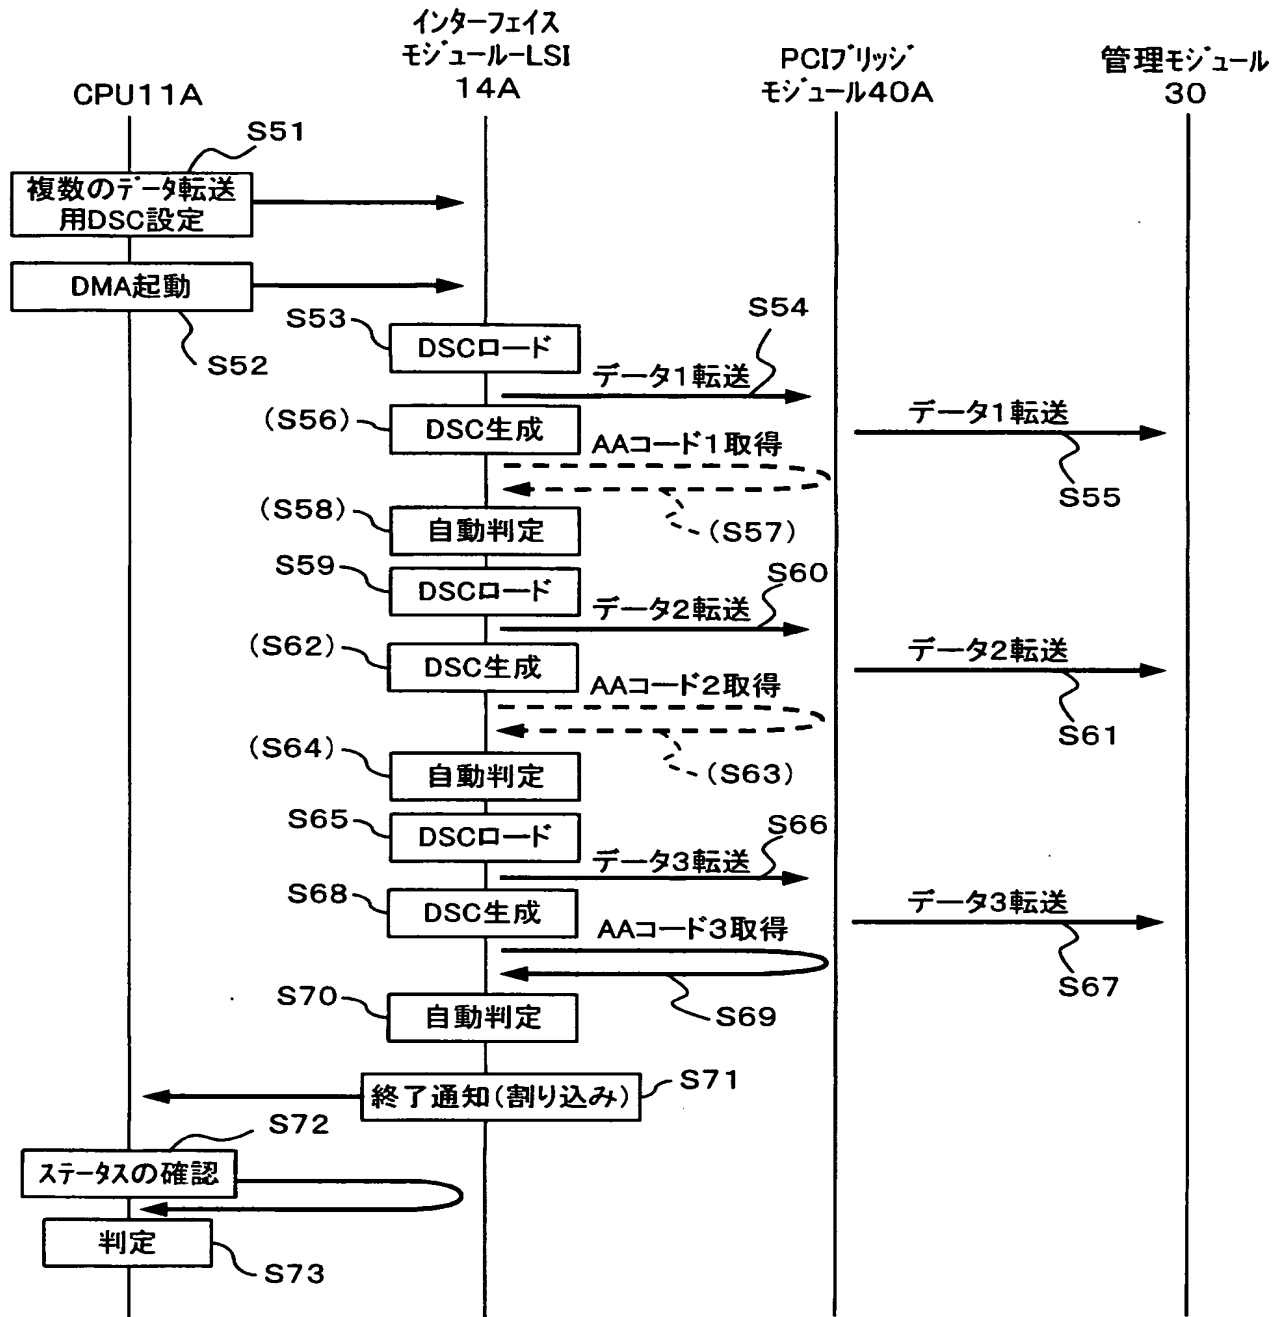 インターフェイス
モジュールーLSI
14A
CPU11A
PCIブリッジ
モジュール40A
管理モジュール
30
S51
複数のデータ転送
用DSC設定
DMA起動
S52
S53
DSCロード
S54
データ1転送
(S56)
DSC生成
データ1転送
S55
AAコード1取得
(S57)
(S58)
自動判定
S59
DSCロード
S60
データ2転送
(S62)
DSC生成
データ2転送
S61
AAコード2取得
(S63)
(S64)
自動判定
S65
DSCロード
S66
データ3転送
S68
DSC生成
データ3転送
S67
AAコード3取得
S69
S70
自動判定
終了通知(割り込み)
S71
S72
ステータスの確認
判定
S73